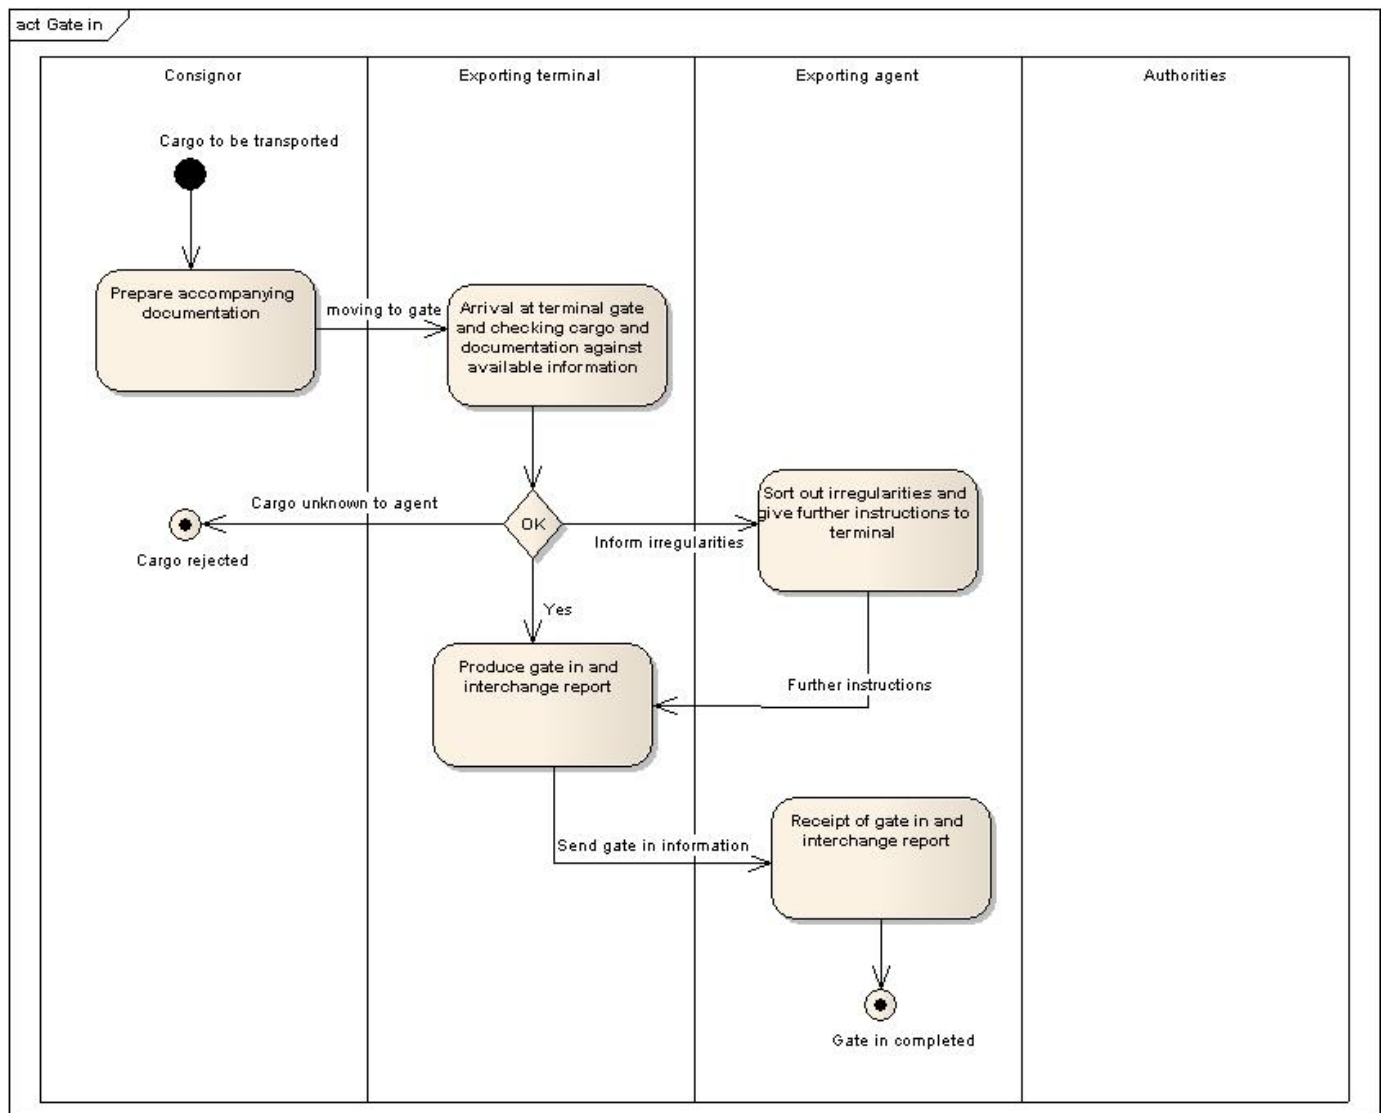 act Gate in
Consignor
Exporting terminal
Exporting agent
Authorities
Cargo to be transported
Prepare accompanying
documentation
moving to gate
Arrival at terminal gate
and checking cargo and
documentation against
available information
Cargo unknown to agent
OK
Inform irregularities
Sort out irregularities and
give further instructions to
terminal
Cargo rejected
Yes
Produce gate in and
interchange report
Further instructions
Send gate in information
Receipt of gate in and
interchange report
Gate in completed